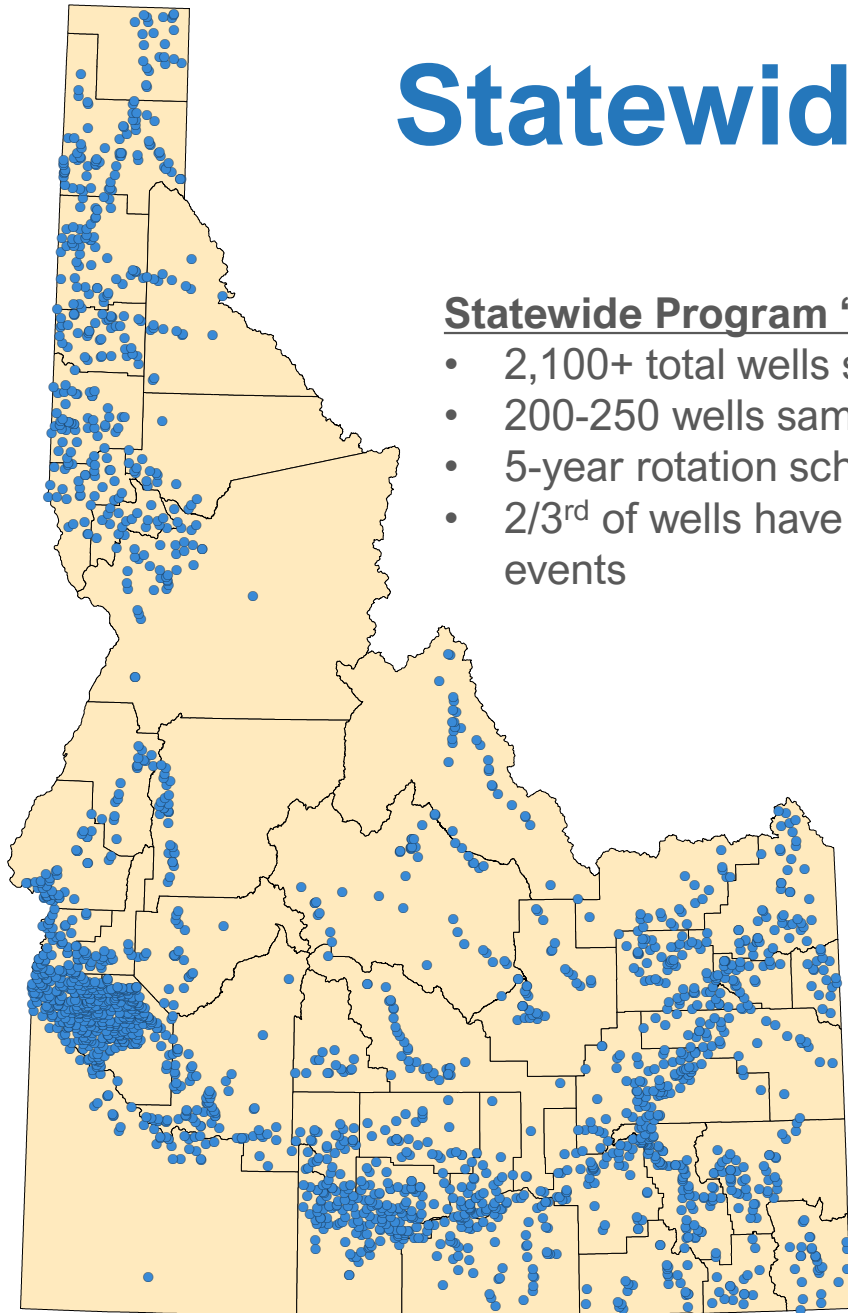 Statewid
Statewide Program
• 2,100+ total wells s
• 200-250 wells sam
• 5-year rotation sch
• 2/3rd of wells have
events